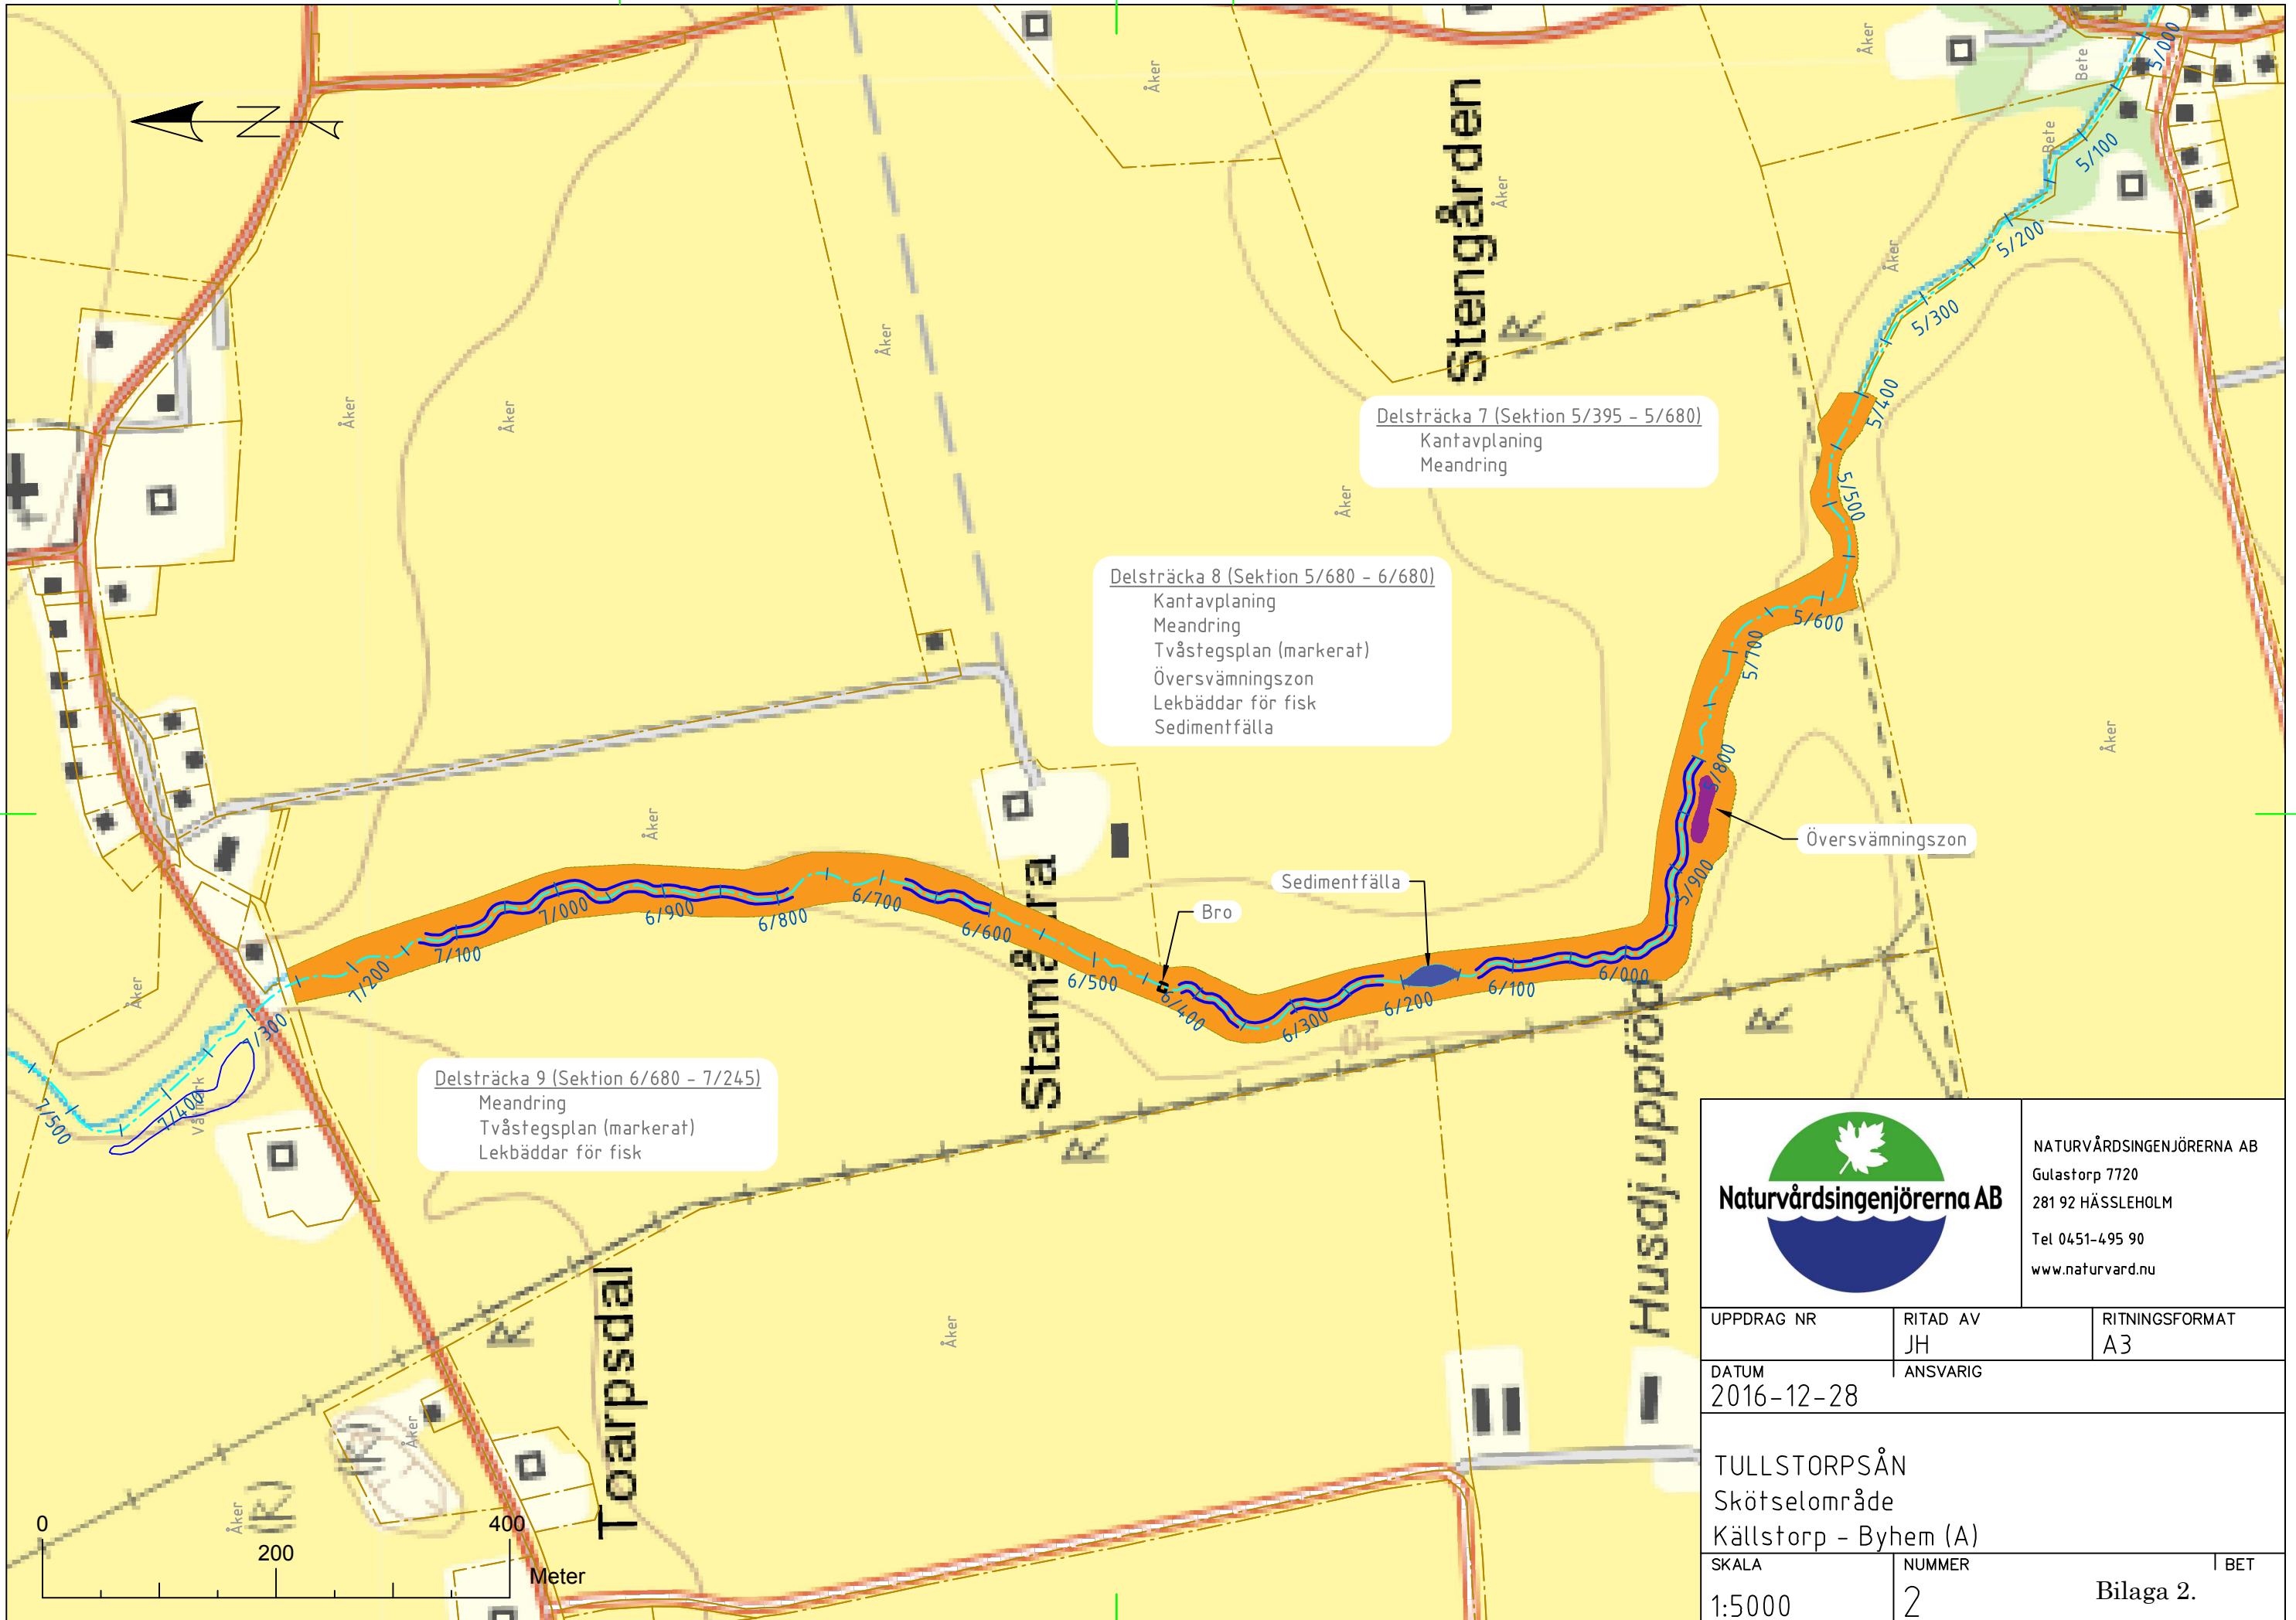 N
Åker
Åker
Bete
Bete
5/000
5/100
5/200
5/300
5/400
5/500
5/600
5/700
5/900
6/000
6/100
6/200
6/300
6/400
6/500
6/600
6/700
6/800
6/900
7/000
7/100
7/200
7/400
7/500
Stengården
R
Åker
Åker
Åker
Åker
Åker
Åker
Delsträcka 7 (Sektion 5/395 - 5/680)
Kantavplaning
Meandring
Delsträcka 8 (Sektion 5/680 - 6/680)
Kantavplaning
Meandring
Tvåstegsplan (markerat)
Översvämningszon
Lekbäddar för fisk
Sedimentfälla
Åker
Åker
Översvämningszon
Sedimentfälla
Bro
20
R
R
Åker
Delsträcka 9 (Sektion 6/680 - 7/245)
Meandring
Tvåstegsplan (markerat)
Lekbäddar för fisk
Toarpsdal
R
Åker
Åker
(R)
Åker
(R)
0
200
400
Meter
Naturvårdsingenjörerna AB
NATURVÅRDSINGENJÖRERNA AB
Gulastorp 7720
281 92 HÄSSLEHOLM
Tel 0451-495 90
www.naturvard.nu
UPPDRAG NR
RITAD AV
JH
RITNINGSFORMAT
A3
DATUM
2016-12-28
ANSVARIG
TULLSTORPSÅN
Skötselområde
Källstorp - Byhem (A)
SKALA
1:5000
NUMMER
2
BET
Bilaga 2.